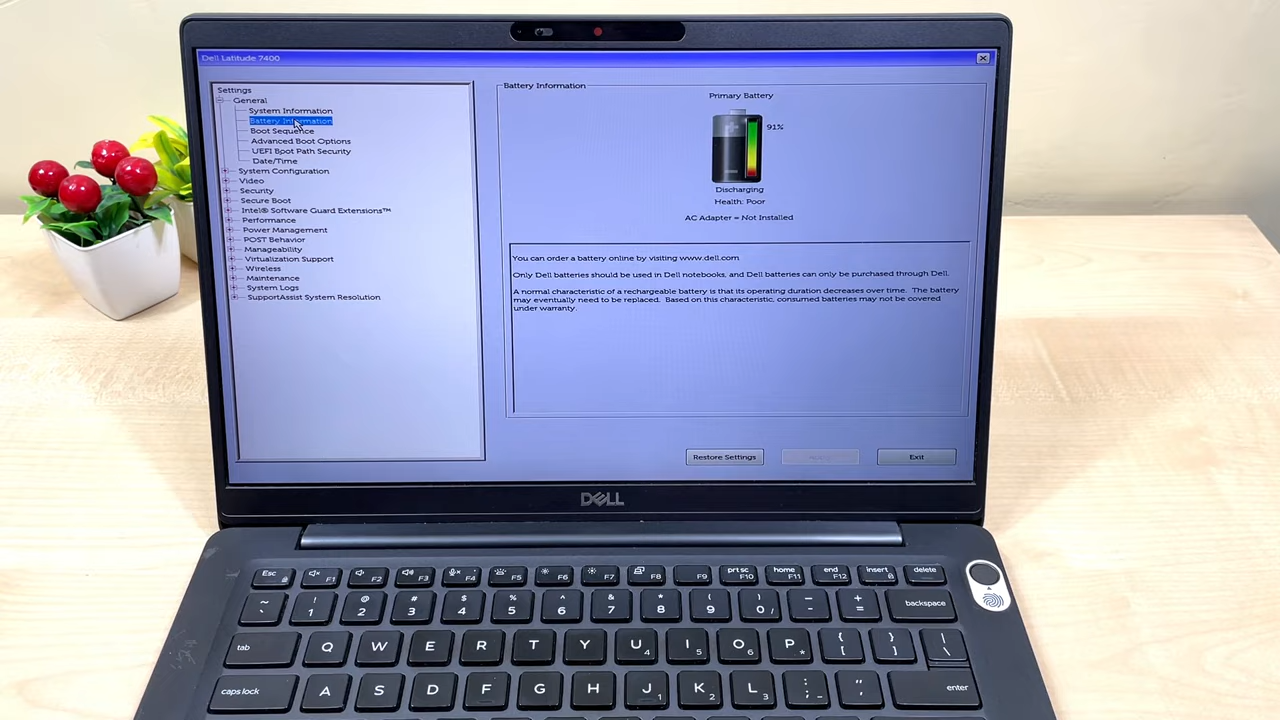 Dell Latitude 7400
Settings
General
System Information
Battery Information
Boot Sequence
Advanced Boot Options
UEFI Boot Path Security
Date/Time
System Configuration
Video
Security
Secure Boot
Intel® Software Guard Extensions™
Performance
Power Management
POST Behavior
Manageability
Virtualization Support
Wireless
Maintenance
System Logs
SupportAssist System Resolution
Battery Information
Primary Battery
91%
Discharging
Health: Poor
AC Adapter = Not Installed
You can order a battery online by visiting www.dell.com
Only Dell batteries should be used in Dell notebooks, and Dell batteries can only be purchased through Dell.
A normal characteristic of a rechargeable battery is that its operating duration decreases over time. The battery
may eventually need to be replaced. Based on this characteristic, consumed batteries may not be covered
under warranty.
Restore Settings
Exit
DELL
Esc F1 F2 F3 F4 F5 F6 F7 F8 F9 prt sc F10 home F11 end F12 insert delete
~ ` ! 1 @ 2 # 3 $ 4 % 5 ^ 6 & 7 * 8 ( 9 ) 0 / _ - + = backspace
tab Q W E R T Y U 4 I 5 O 6 P * { [ } ] | \
caps lock A S D F G H J 1 K 2 L 3 : ; - " ' enter